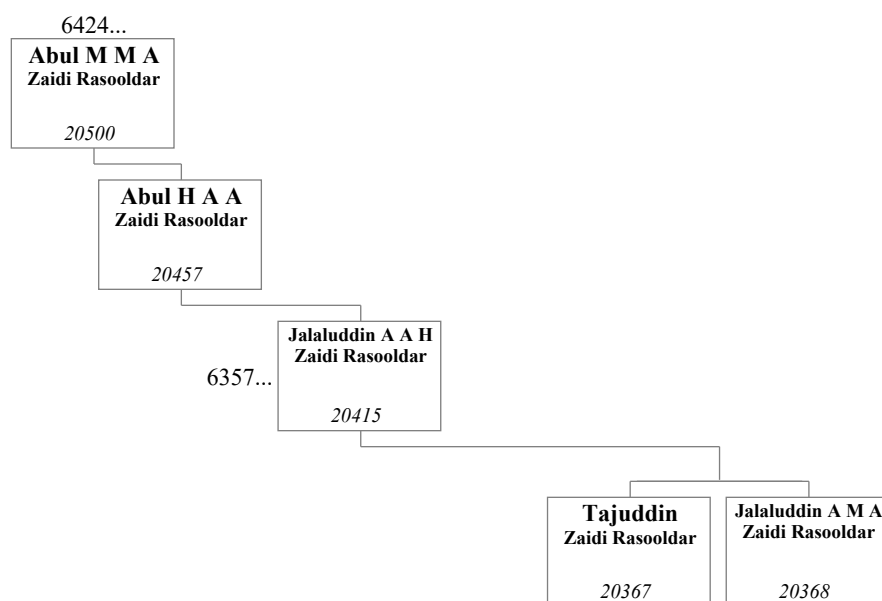 6424...
Abul M M A
Zaidi Rasooldar
20500
Abul H A A
Zaidi Rasooldar
20457
Jalaluddin A A H
Zaidi Rasooldar
6357...
20415
Tajuddin
Zaidi Rasooldar
20367
Jalaluddin A M A
Zaidi Rasooldar
20368